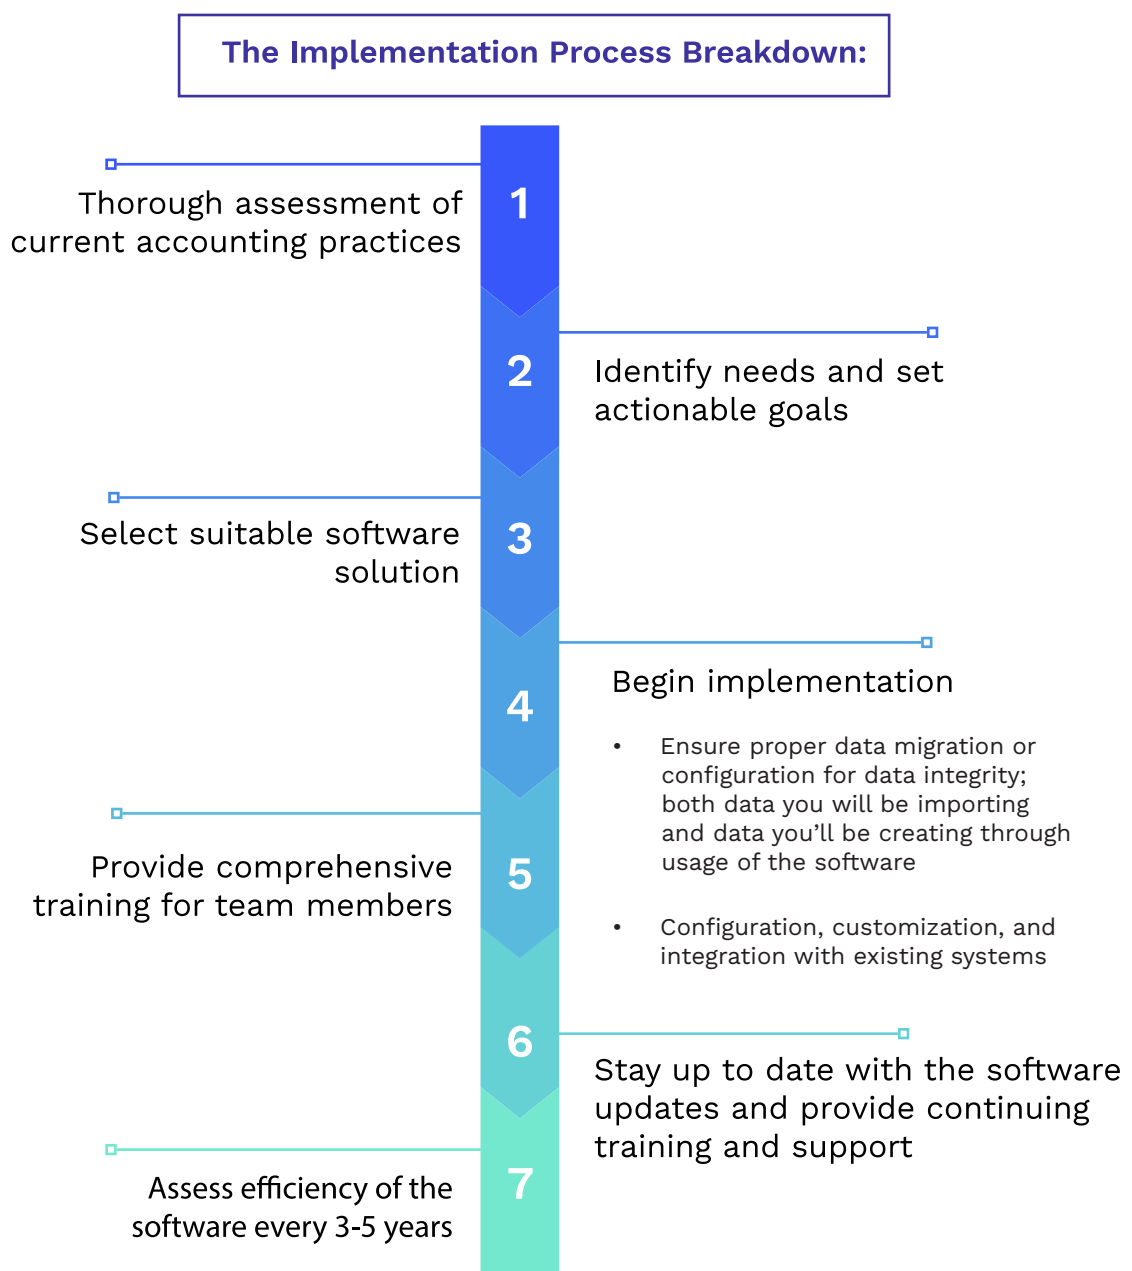 The Implementation Process Breakdown:
1
Thorough assessment of
current accounting practices
2
Identify needs and set
actionable goals
3
Select suitable software
solution
4
Begin implementation
• Ensure proper data migration or
configuration for data integrity;
both data you will be importing
and data you’ll be creating through
usage of the software
• Configuration, customization, and
integration with existing systems
5
Provide comprehensive
training for team members
6
Stay up to date with the software
updates and provide continuing
training and support
7
Assess efficiency of the
software every 3-5 years